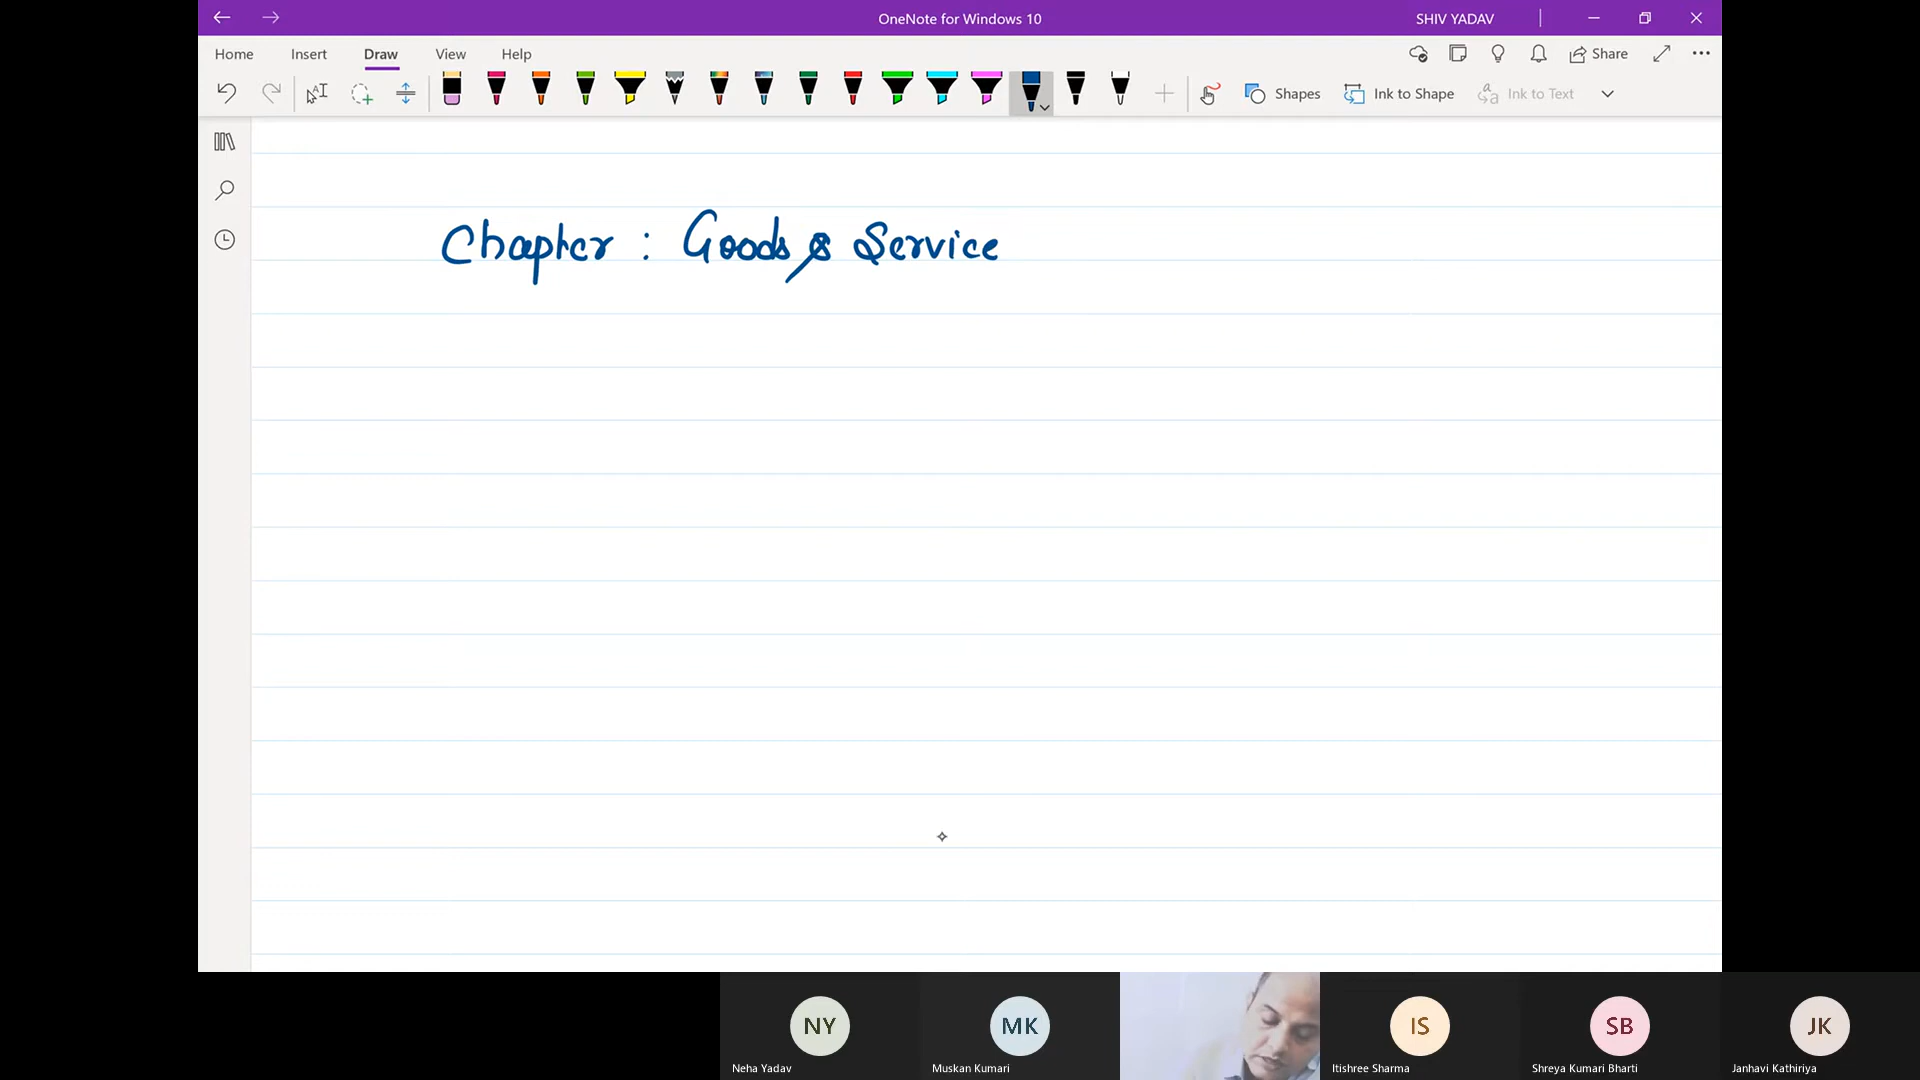 OneNote for Windows 10
SHIV YADAV
Home Insert Draw View Help
Share
Shapes
Ink to Shape
Ink to Text
Chapter : Goods & Service
NY
MK
IS
SB
JK
Neha Yadav
Muskan Kumari
Itishree Sharma
Shreya Kumari Bharti
Janhavi Kathiriya